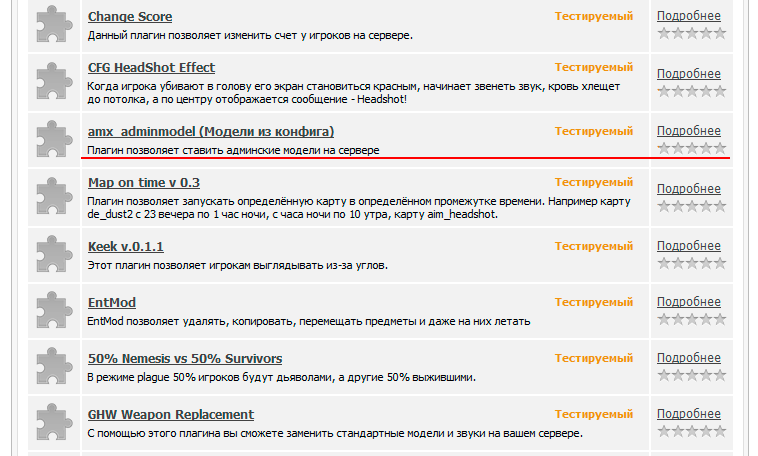 Change Score Тестируемый Подробнее
Данный плагин позволяет изменить счет у игроков на сервере.
CFG HeadShot Effect Тестируемый Подробнее
Когда игрока убивают в голову его экран становиться красным, начинает звенеть звук, кровь хлещет
до потолка, а по центру отображается сообщение - Headshot!
amx_adminmodel (Модели из конфига) Тестируемый Подробнее
Плагин позволяет ставить админские модели на сервере
Map on time v 0.3 Тестируемый Подробнее
Плагин позволяет запускать определённую карту в определённом промежутке времени. Например карту
de_dust2 с 23 вечера по 1 час ночи, с часа ночи по 10 утра, карту aim_headshot.
Keek v.0.1.1 Тестируемый Подробнее
Этот плагин позволяет игрокам выглядывать из-за углов.
EntMod Тестируемый Подробнее
EntMod позволяет удалять, копировать, перемещать предметы и даже на них летать
50% Nemesis vs 50% Survivors Тестируемый Подробнее
В режиме plague 50% игроков будут дьяволами, а другие 50% выжившими.
GHW Weapon Replacement Тестируемый Подробнее
С помощью этого плагина вы сможете заменить стандартные модели и звуки на вашем сервере.